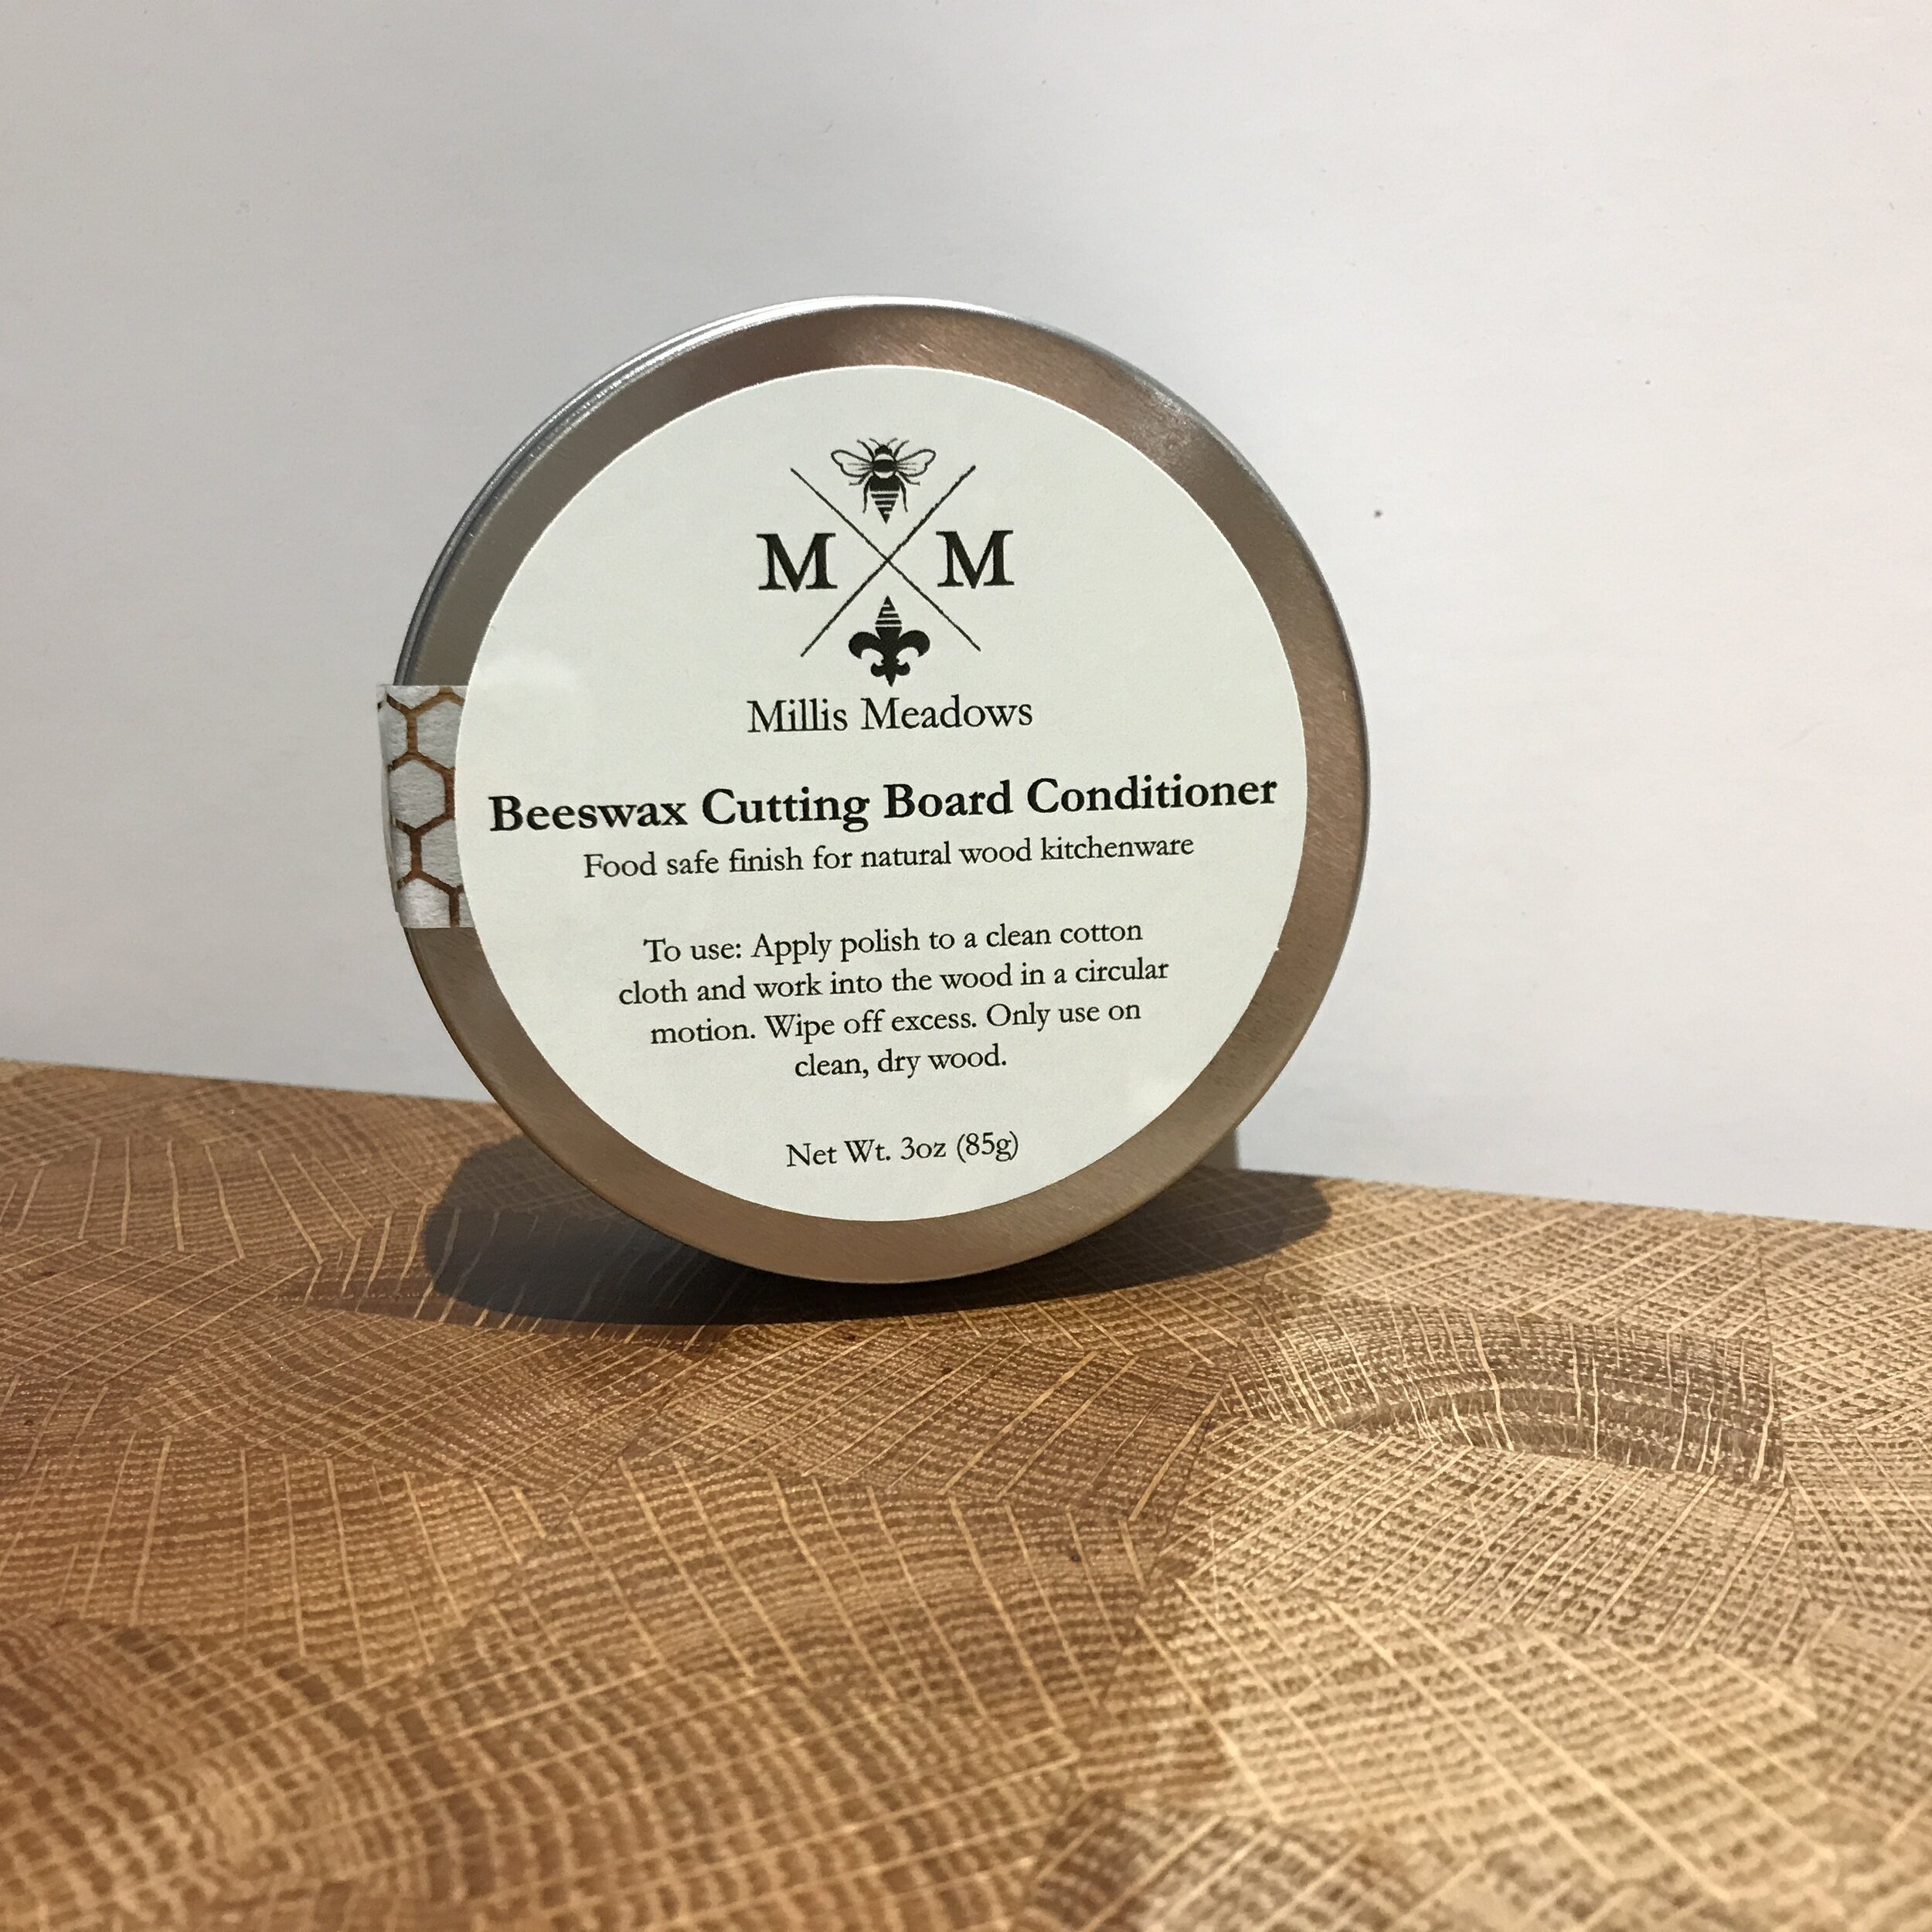 M M
Millis Meadows
Beeswax Cutting Board Conditioner
Food safe finish for natural wood kitchenware
To use: Apply polish to a clean cotton
cloth and work into the wood in a circular
motion. Wipe off excess. Only use on
clean, dry wood.
Net Wt. 3oz (85g)